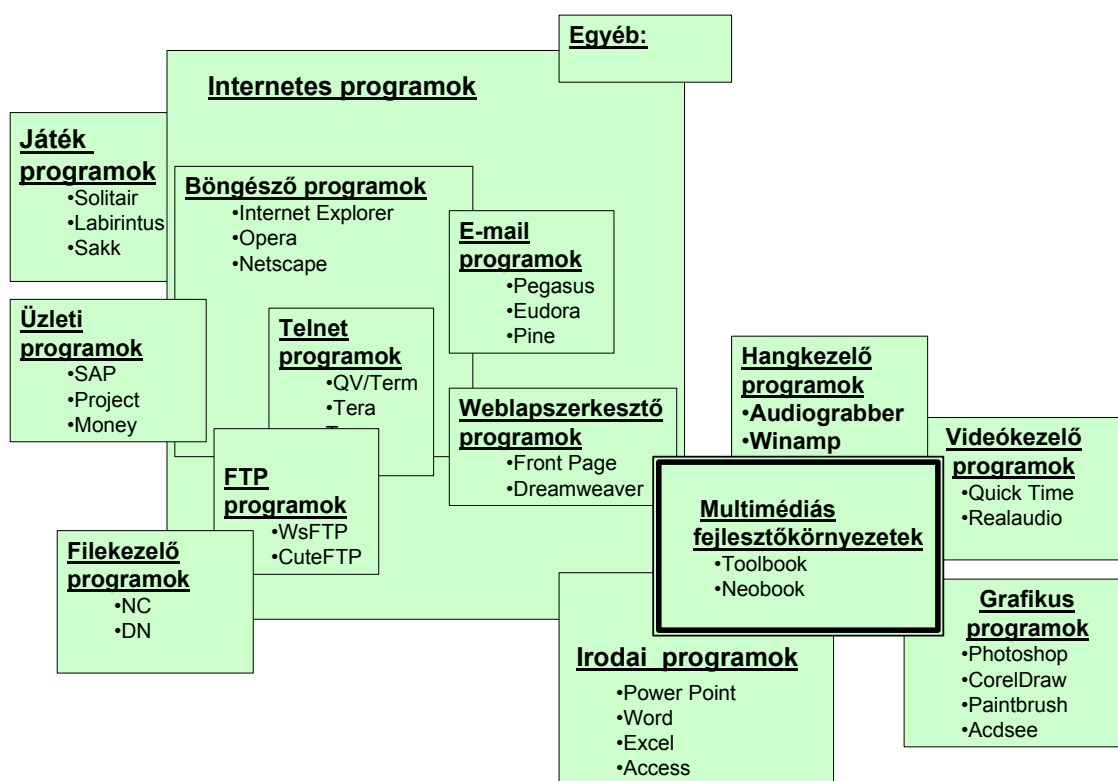 Egyéb:
Internetes programok
Játék
programok
•Solitair
•Labirintus
•Sakk
Böngésző programok
•Internet Explorer
•Opera
•Netscape
E-mail
programok
•Pegasus
•Eudora
•Pine
Üzleti
programok
•SAP
•Project
•Money
Telnet
programok
•QV/Term
•Tera
Weblapszerkesztő
programok
•Front Page
•Dreamweaver
Hangkezelő
programok
•Audiograbber
•Winamp
Videókezelő
programok
•Quick Time
•Realaudio
FTP
programok
•WsFTP
•CuteFTP
Filekezelő
programok
•NC
•DN
Multimédiás
fejlesztőkörnyezetek
•Toolbook
•Neobook
Irodai programok
•Power Point
•Word
•Excel
•Access
Grafikus
programok
•Photoshop
•CorelDraw
•Paintbrush
•Acdsee